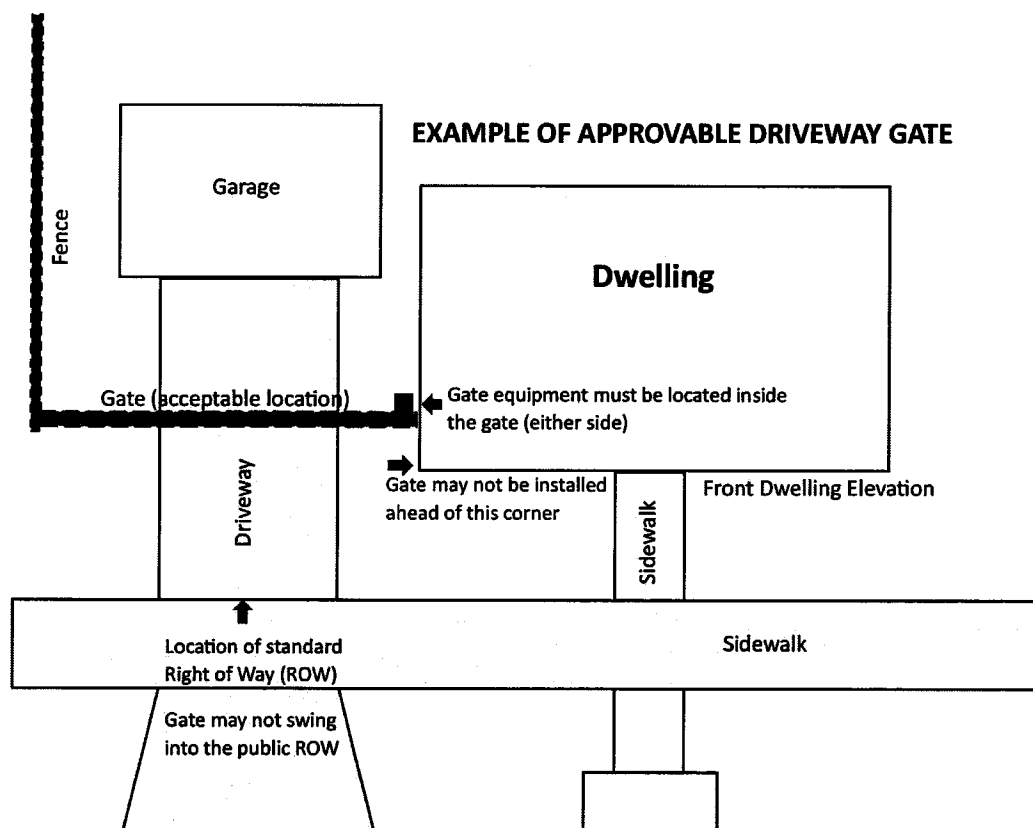 EXAMPLE OF APPROVABLE DRIVEWAY GATE
Garage
Fence
Dwelling
Gate (acceptable location)
Gate equipment must be located inside
the gate (either side)
Gate may not be installed
ahead of this corner
Front Dwelling Elevation
Driveway
Sidewalk
Location of standard
Right of Way (ROW)
Sidewalk
Gate may not swing
into the public ROW